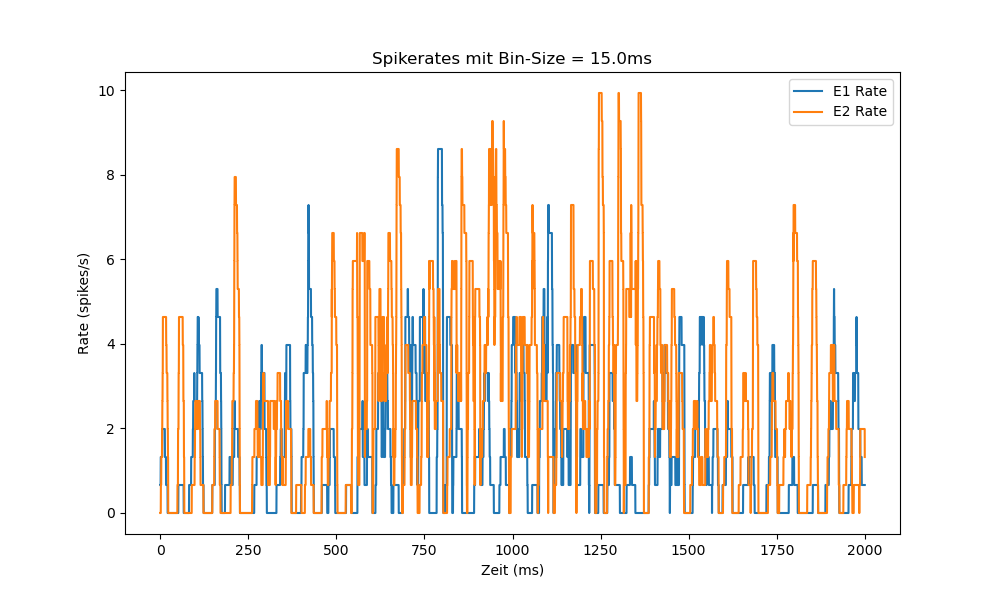 Spikerates mit Bin-Size = 15.0ms
E1 Rate
E2 Rate
10
8
6
4
2
0
Rate (spikes/s)
0 250 500 750 1000 1250 1500 1750 2000
Zeit (ms)